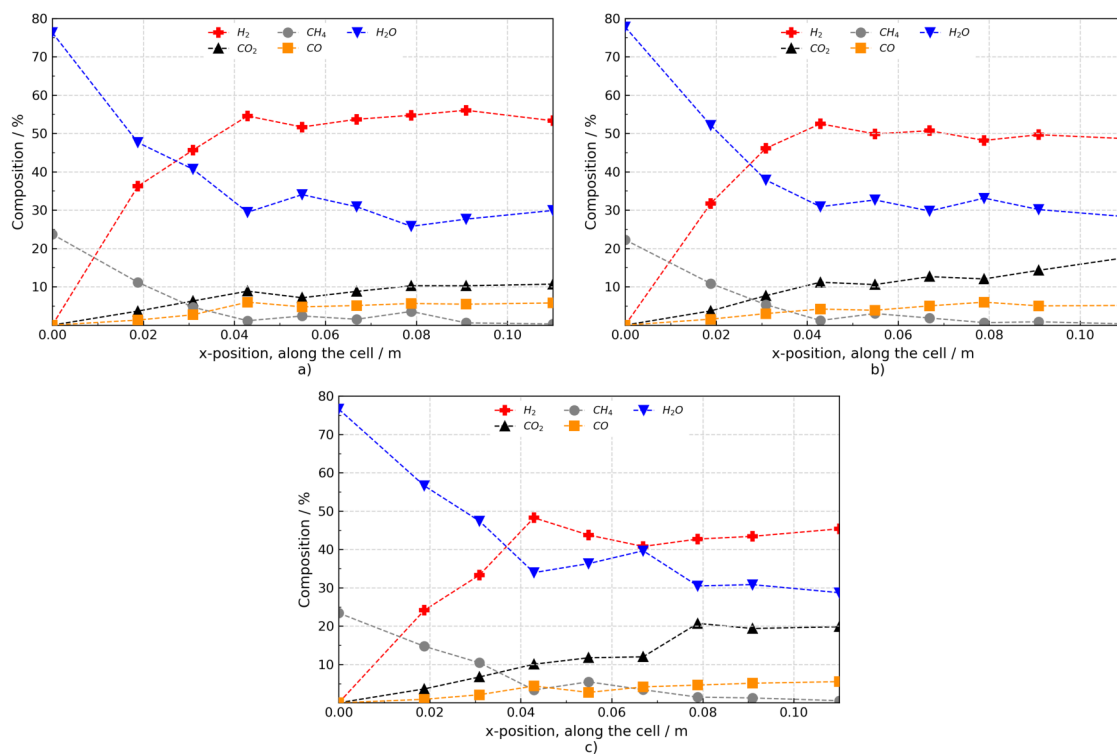 80
70
60
50
40
30
20
10
Composition / %
H₂
CO₂
CH₄
CO
H₂O
0.00 0.02 0.04 0.06 0.08 0.10
x-position, along the cell / m
a)
80
70
60
50
40
30
20
10
Composition / %
H₂
CO₂
CH₄
CO
H₂O
0.00 0.02 0.04 0.06 0.08 0.10
x-position, along the cell / m
b)
80
70
60
50
40
30
20
10
Composition / %
H₂
CO₂
CH₄
CO
H₂O
0.00 0.02 0.04 0.06 0.08 0.10
x-position, along the cell / m
c)